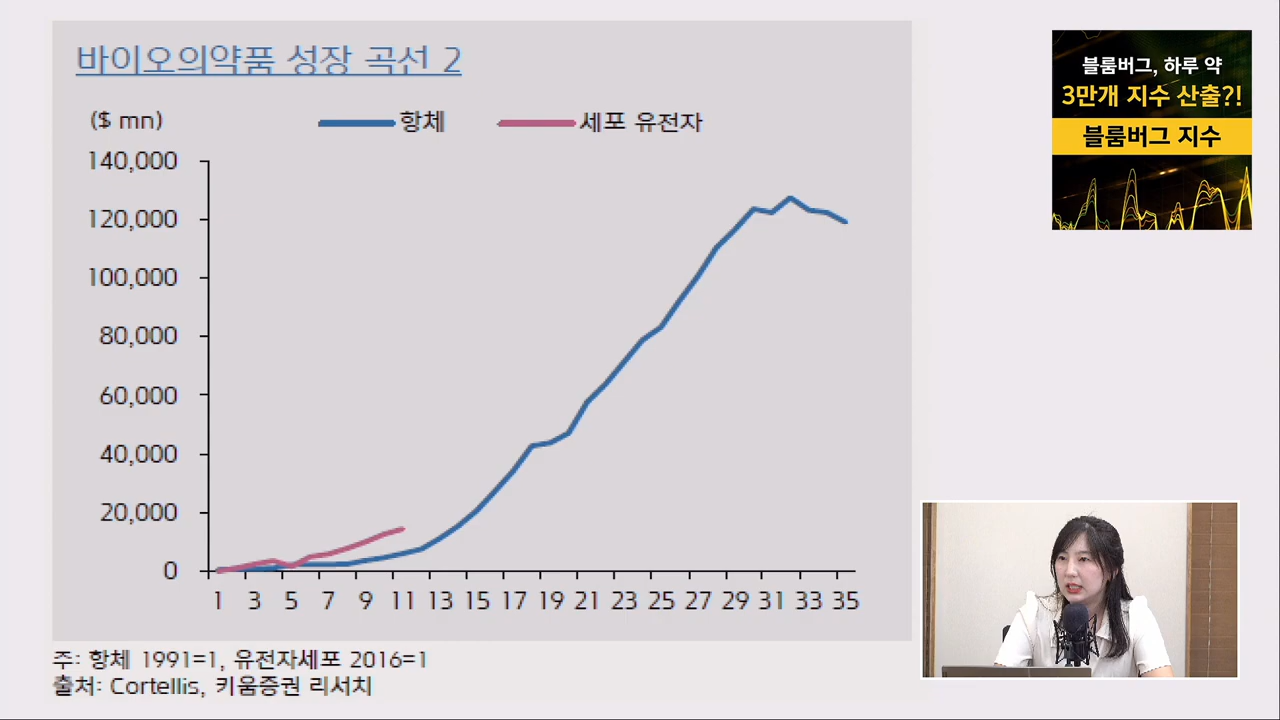 바이오의약품 성장 곡선 2
($ mn)
항체
세포 유전자
140,000
120,000
100,000
80,000
60,000
40,000
20,000
0
1 3 5 7 9 11 13 15 17 19 21 23 25 27 29 31 33 35
주: 항체 1991=1, 유전자세포 2016=1
출처: Cortellis, 키움증권 리서치
블룸버그, 하루 약
3만개 지수 산출?!
블룸버그 지수